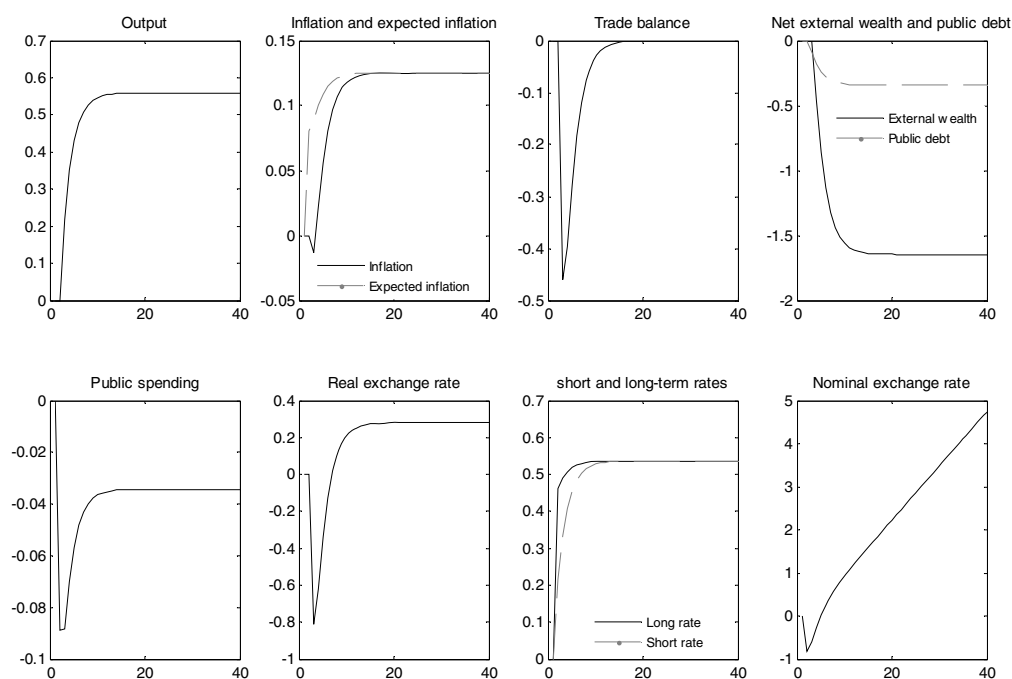 Output
0.7
0.6
0.5
0.4
0.3
0.2
0.1
0
0 20 40
Inflation and expected inflation
0.15
0.1
0.05
0
-0.05
Inflation
Expected inflation
0 20 40
Trade balance
0
-0.1
-0.2
-0.3
-0.4
-0.5
0 20 40
Net external wealth and public debt
0
-0.5
-1
-1.5
-2
External wealth
Public debt
0 20 40
Public spending
0
-0.02
-0.04
-0.06
-0.08
-0.1
0 20 40
Real exchange rate
0.4
0.2
0
-0.2
-0.4
-0.6
-0.8
-1
0 20 40
short and long-term rates
0.7
0.6
0.5
0.4
0.3
0.2
0.1
0
Long rate
Short rate
0 20 40
Nominal exchange rate
5
4
3
2
1
0
-1
0 20 40